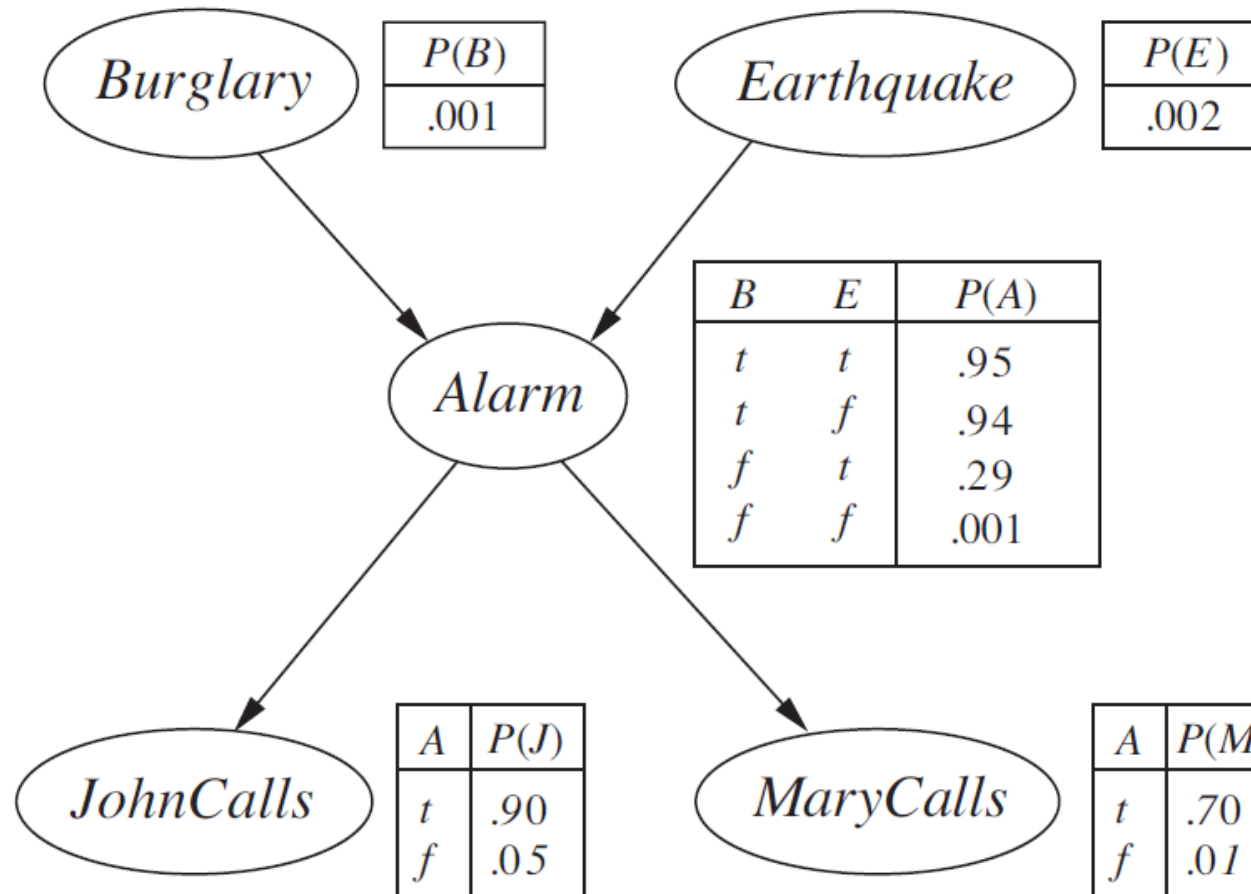 Burglary
P(B)
.001
Earthquake
P(E)
.002
Alarm
B E P(A)
t t .95
t f .94
f t .29
f f .001
JohnCalls
A P(J)
t .90
f .05
MaryCalls
A P(M
t .70
f .01